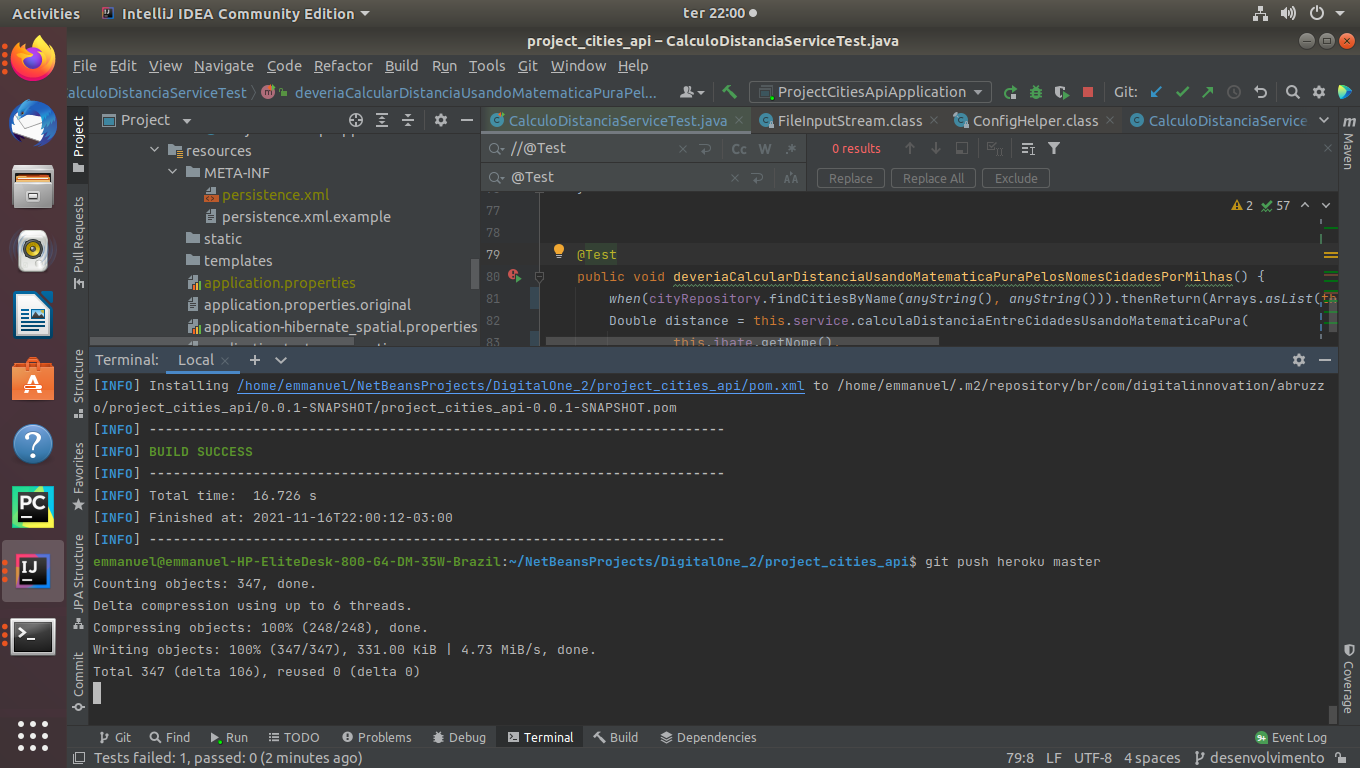 Activities IntelliJ IDEA Community Edition ter 22:00
project_cities_api – CalculoDistanciaServiceTest.java
File Edit View Navigate Code Refactor Build Run Tools Git Window Help
alculoDistanciaServiceTest deveriaCalcularDistanciaUsandoMatematicaPuraPel... ProjectCitiesApiApplication Git:
Project CalculoDistanciaServiceTest.java FileInputStream.class ConfigHelper.class CalculoDistanciaService
resources
//@Test Cc W .* 0 results
META-INF
@Test Replace Replace All Exclude
persistence.xml
persistence.xml.example
77 2 57
static
78
templates
79 @Test
application.properties
80 public void deveriaCalcularDistanciaUsandoMatematicaPuraPelosNomesCidadesPorMilhas() {
application.properties.original
81 when(cityRepository.findCitiesByName(anyString(), anyString())).thenReturn(Arrays.asList(th
application-hibernate_spatial.properties
82 Double distance = this.service.calculaDistanciaEntreCidadesUsandoMatematicaPura(
83 this.ibate.getNome(),
Terminal: Local
[INFO] Installing /home/emmanuel/NetBeansProjects/DigitalOne_2/project_cities_api/pom.xml to /home/emmanuel/.m2/repository/br/com/digitalinnovation/abruzz
o/project_cities_api/0.0.1-SNAPSHOT/project_cities_api-0.0.1-SNAPSHOT.pom
[INFO] ------------------------------------------------------------------------
[INFO] BUILD SUCCESS
[INFO] ------------------------------------------------------------------------
[INFO] Total time:  16.726 s
[INFO] Finished at: 2021-11-16T22:00:12-03:00
[INFO] ------------------------------------------------------------------------
emmanuel@emmanuel-HP-EliteDesk-800-G4-DM-35W-Brazil:~/NetBeansProjects/DigitalOne_2/project_cities_api$ git push heroku master
Counting objects: 347, done.
Delta compression using up to 6 threads.
Compressing objects: 100% (248/248), done.
Writing objects: 100% (347/347), 331.00 KiB | 4.73 MiB/s, done.
Total 347 (delta 106), reused 0 (delta 0)
Project
Pull Requests
Structure
Favorites
JPA Structure
Commit
Maven
Coverage
Git Find Run TODO Problems Debug Terminal Build Dependencies Event Log
Tests failed: 1, passed: 0 (2 minutes ago) 79:8 LF UTF-8 4 spaces desenvolvimento